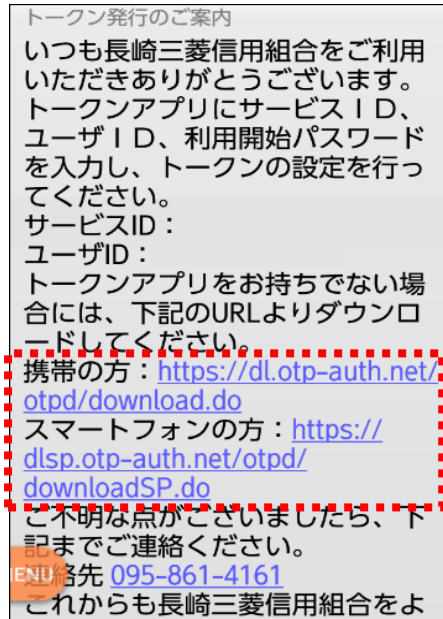 トークン発行のご案内
いつも長崎三菱信用組合をご利用
いただきありがとうございます。
トークンアプリにサービスＩＤ、
ユーザＩＤ、利用開始パスワード
を入力し、トークンの設定を行っ
てください。
サービスID：
ユーザID：
トークンアプリをお持ちでない場
合には、下記のURLよりダウンロ
ードしてください。
携帯の方：https://dl.otp-auth.net/
otpd/download.do
スマートフォンの方：https://
dlsp.otp-auth.net/otpd/
downloadSP.do
ご不明な点がございましたら、下
記までご連絡ください。
MENU
連絡先 095-861-4161
これからも長崎三菱信用組合をよ